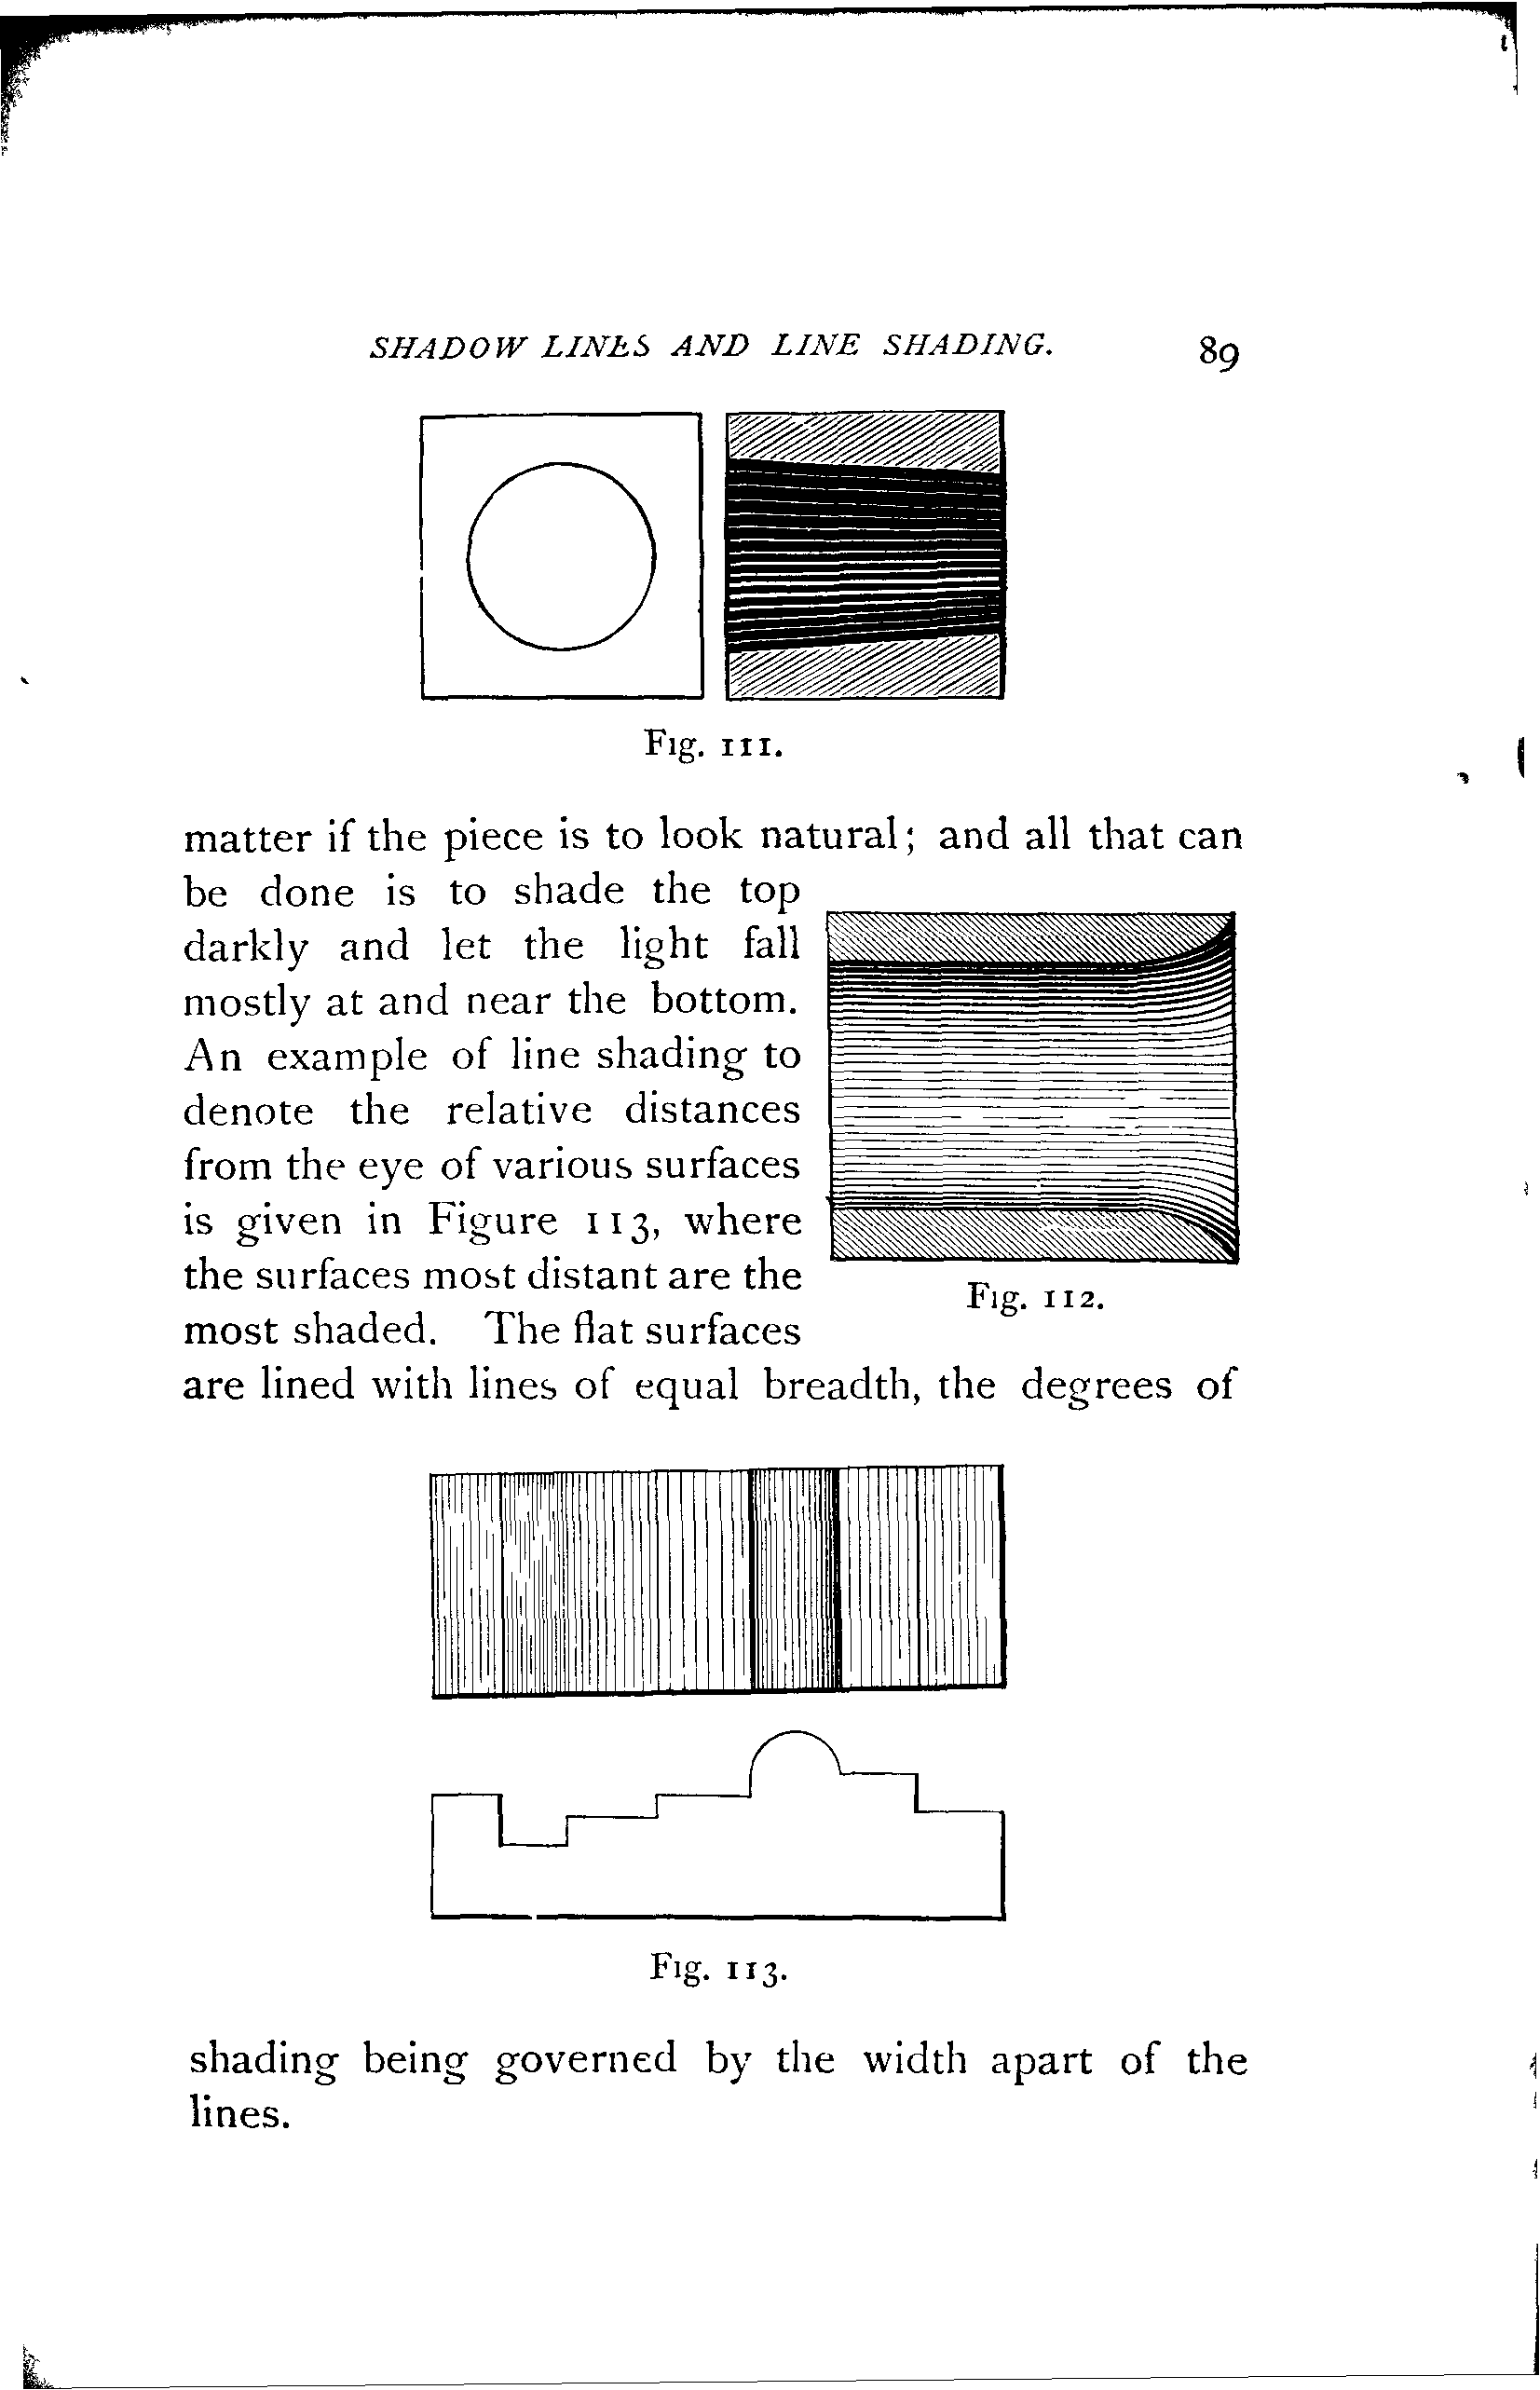 SHADOW LINES AND LINE SHADING. 89
Fig. 111.
matter if the piece is to look natural; and all that can
be done is to shade the top
darkly and let the light fall
mostly at and near the bottom.
An example of line shading to
denote the relative distances
from the eye of various surfaces
is given in Figure 113, where
the surfaces most distant are the
most shaded. The flat surfaces
Fig. 112.
are lined with lines of equal breadth, the degrees of
Fig. 113.
shading being governed by the width apart of the
lines.